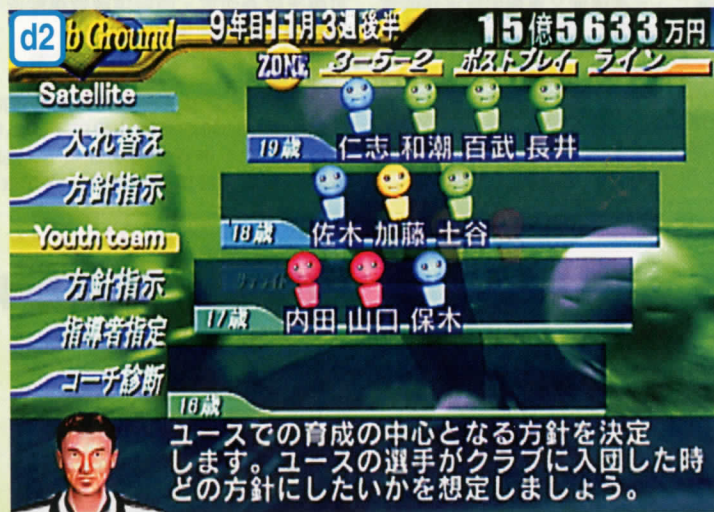 d2
b Ground
9年目11月3週後半
15億5633万円
ZONE 3-5-2 ポストプレイ ライン
Satellite
入れ替え
19歳 仁志 和潮 百武 長井
方針指示
18歳 佐木 加藤 土谷
Youth team
方針指示
17歳 内田 山口 保木
指導者指定
コーチ診断
16歳
ユースでの育成の中心となる方針を決定
します。ユースの選手がクラブに入団した時
どの方針にしたいかを想定しましょう。